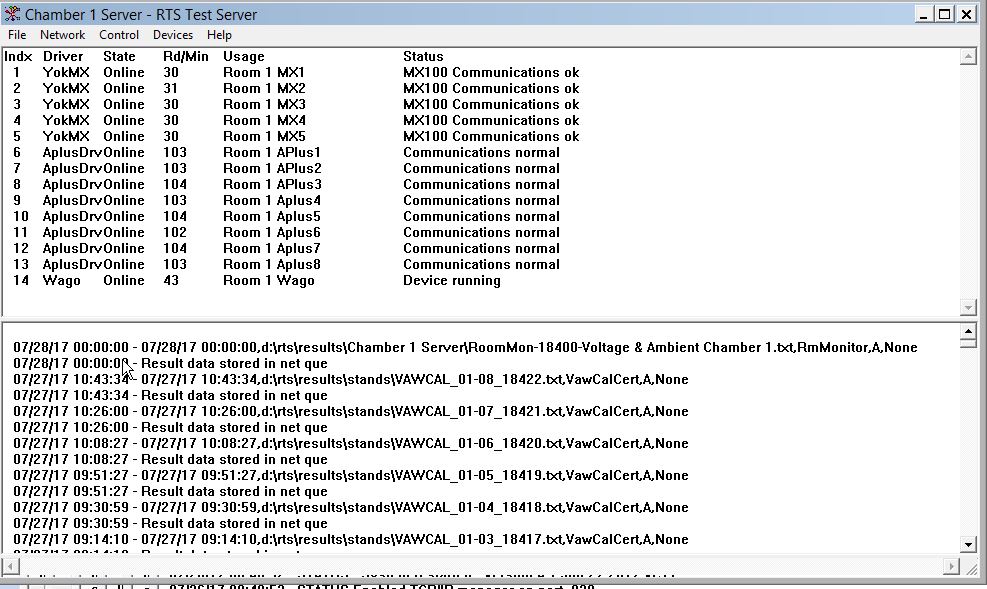 Chamber 1 Server - RTS Test Server
File Network Control Devices Help
Indx Driver State Rd/Min Usage Status
1 YokMX Online 30 Room 1 MX1 MX100 Communications ok
2 YokMX Online 31 Room 1 MX2 MX100 Communications ok
3 YokMX Online 30 Room 1 MX3 MX100 Communications ok
4 YokMX Online 30 Room 1 MX4 MX100 Communications ok
5 YokMX Online 30 Room 1 MX5 MX100 Communications ok
6 AplusDrv Online 103 Room 1 APlus1 Communications normal
7 AplusDrv Online 103 Room 1 APlus2 Communications normal
8 AplusDrv Online 104 Room 1 APlus3 Communications normal
9 AplusDrv Online 103 Room 1 Aplus4 Communications normal
10 AplusDrv Online 104 Room 1 Aplus5 Communications normal
11 AplusDrv Online 102 Room 1 Aplus6 Communications normal
12 AplusDrv Online 104 Room 1 Aplus7 Communications normal
13 AplusDrv Online 103 Room 1 Aplus8 Communications normal
14 Wago Online 43 Room 1 Wago Device running
07/28/17 00:00:00 - 07/28/17 00:00:00,d:\rts\results\Chamber 1 Server\RoomMon-18400-Voltage & Ambient Chamber 1.txt,RmMonitor,A,None
07/28/17 00:00:00 - Result data stored in net que
07/27/17 10:43:34 - 07/27/17 10:43:34,d:\rts\results\stands\VAWCAL_01-08_18422.txt,VawCalCert,A,None
07/27/17 10:43:34 - Result data stored in net que
07/27/17 10:26:00 - 07/27/17 10:26:00,d:\rts\results\stands\VAWCAL_01-07_18421.txt,VawCalCert,A,None
07/27/17 10:26:00 - Result data stored in net que
07/27/17 10:08:27 - 07/27/17 10:08:27,d:\rts\results\stands\VAWCAL_01-06_18420.txt,VawCalCert,A,None
07/27/17 10:08:27 - Result data stored in net que
07/27/17 09:51:27 - 07/27/17 09:51:27,d:\rts\results\stands\VAWCAL_01-05_18419.txt,VawCalCert,A,None
07/27/17 09:51:27 - Result data stored in net que
07/27/17 09:30:59 - 07/27/17 09:30:59,d:\rts\results\stands\VAWCAL_01-04_18418.txt,VawCalCert,A,None
07/27/17 09:30:59 - Result data stored in net que
07/27/17 09:14:10 - 07/27/17 09:14:10,d:\rts\results\stands\VAWCAL_01-03_18417.txt,VawCalCert,A,None